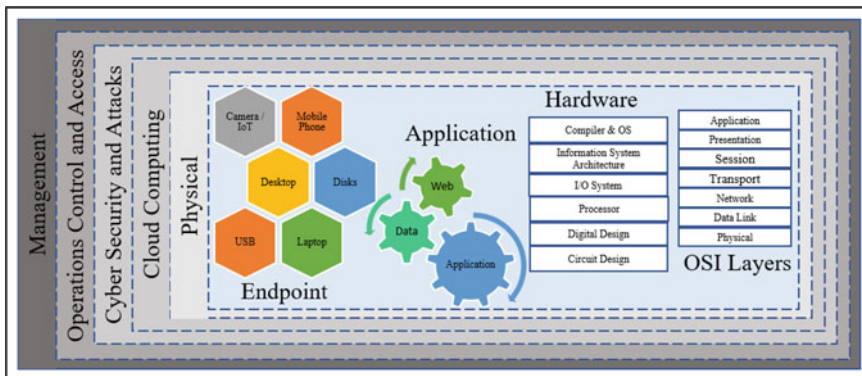 Management
Operations Control and Access
Cyber Security and Attacks
Cloud Computing
Physical
Camera /
IoT
Mobile
Phone
Desktop
Disks
USB
Laptop
Endpoint
Application
Web
Data
Application
Hardware
Compiler & OS
Information System
Architecture
I/O System
Processor
Digital Design
Circuit Design
Application
Presentation
Session
Transport
Network
Data Link
Physical
OSI Layers